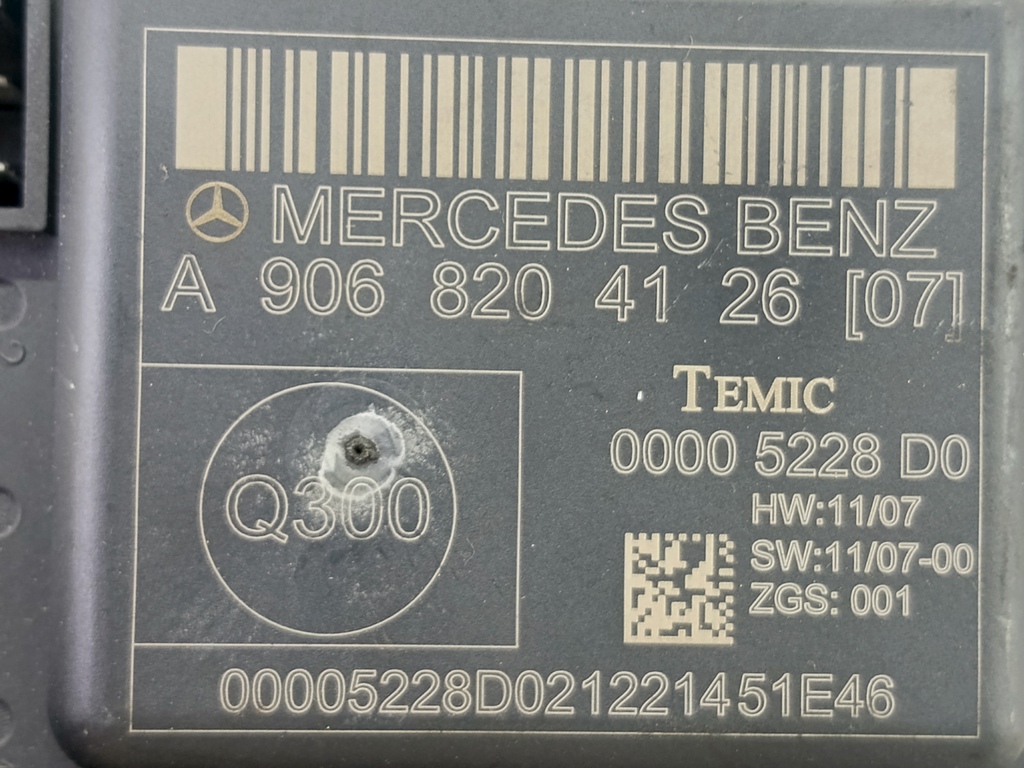 MERCEDES BENZ
A 906 820 41 26 [07]
TEMIC
0000 5228 D0
HW:11/07
SW:11/07-00
ZGS: 001
Q300
00005228D021221451E46